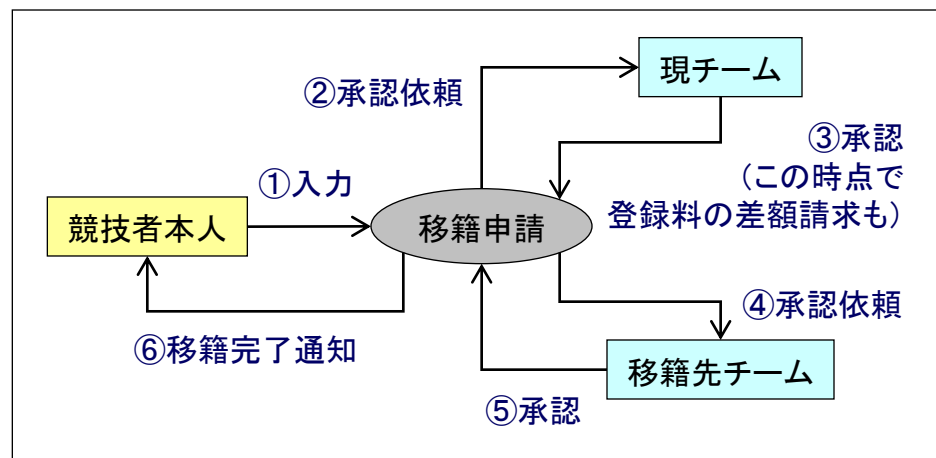 現チーム
②承認依頼
③承認
(この時点で
登録料の差額請求も)
①入力
競技者本人
移籍申請
④承認依頼
⑥移籍完了通知
移籍先チーム
⑤承認